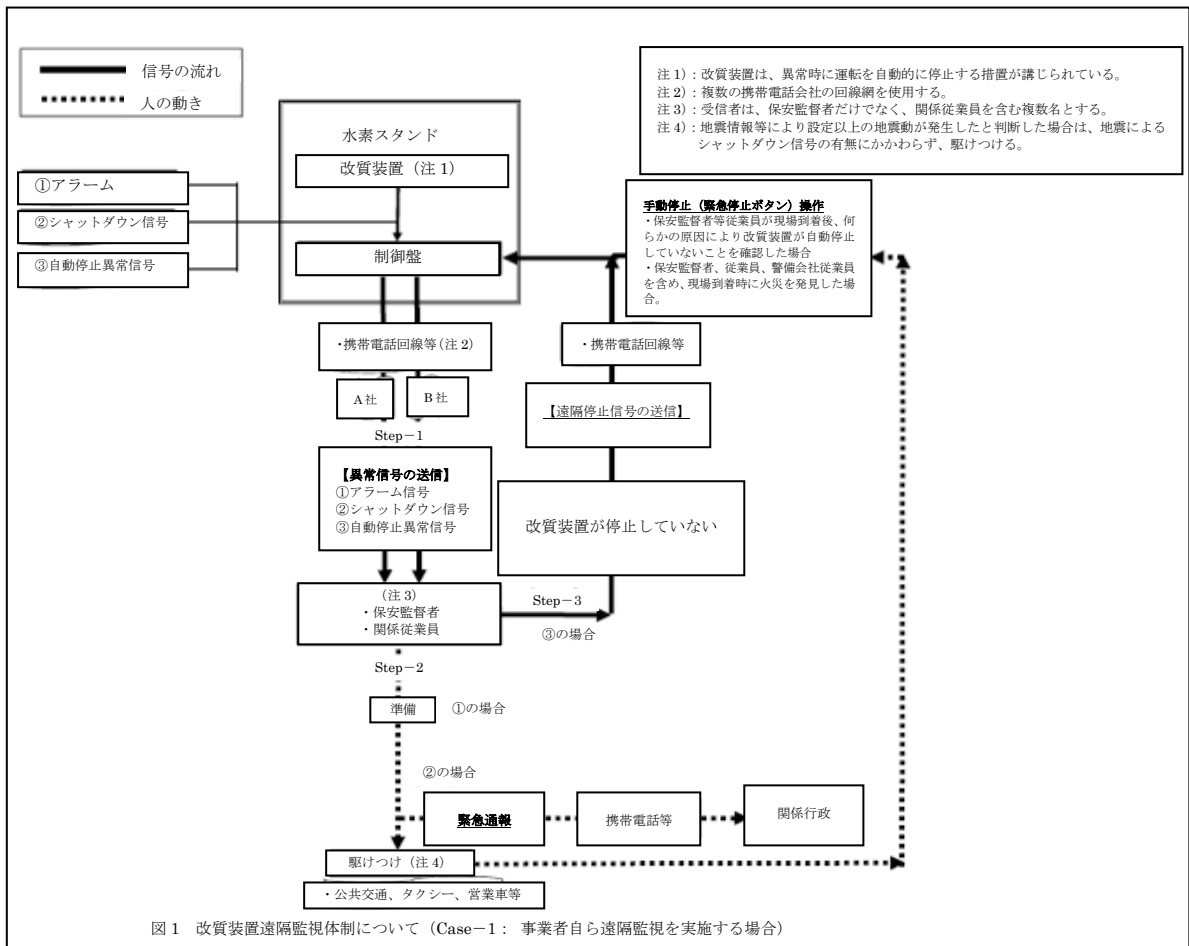 信号の流れ
人の動き
注1）：改質装置は、異常時に運転を自動的に停止する措置が講じられている。
注2）：複数の携帯電話会社の回線網を使用する。
注3）：受信者は、保安監督者だけでなく、関係従業員を含む複数名とする。
注4）：地震情報等により設定以上の地震動が発生したと判断した場合は、地震による
シャットダウン信号の有無にかかわらず、駆けつける。
水素スタンド
改質装置（注1）
①アラーム
②シャットダウン信号
③自動停止異常信号
制御盤
手動停止（緊急停止ボタン）操作
・保安監督者等従業員が現場到着後、何
らかの原因により改質装置が自動停止
していないことを確認した場合
・保安監督者、従業員、警備会社従業員
を含め、現場到着時に火災を発見した場
合。
・携帯電話回線等（注2）
・携帯電話回線等
A社
B社
【遠隔停止信号の送信】
Step－1
【異常信号の送信】
①アラーム信号
②シャットダウン信号
③自動停止異常信号
改質装置が停止していない
（注3）
・保安監督者
・関係従業員
Step－3
③の場合
Step－2
準備
①の場合
②の場合
緊急通報
携帯電話等
関係行政
駆けつけ（注4）
・公共交通、タクシー、営業車等
図1　改質装置遠隔監視体制について（Case－1：　事業者自ら遠隔監視を実施する場合）